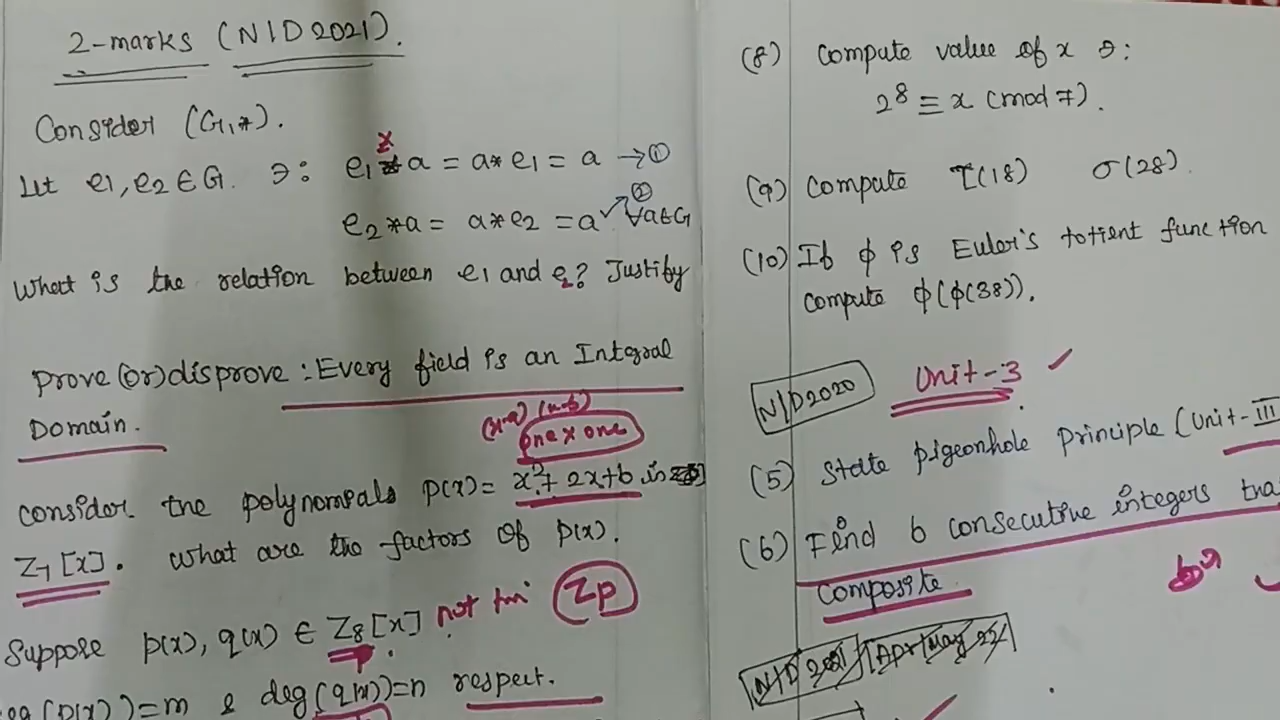 2-marks (N/D 2021).
Consider (G,*).
Let e1, e2 ∈ G ∋: e1 * a = a* e1 = a → ①
e2 * a = a* e2 = a ∀a∈G ②
What is the relation between e1 and e2? Justify
Prove (or) disprove : Every field is an Integral
Domain.
(x-a) (x-b)
one x one
Consider the polynomials p(x) = x²+ 2x+6 in
Z7 [x]. What are the factors of p(x).
Suppose p(x), q(x) ∈ Z8 [x] not in Zp
deg (p(x)) = m & deg (q(x)) = n respect.
(8) Compute value of x ∋:
2⁸ ≡ x (mod 7).
(9) Compute τ(18) σ(28).
(10) If ϕ is Euler's totient function
compute ϕ(ϕ(38)).
N/D 2020 Unit-3 ✓
(5) State pigeonhole principle (Unit-III
(6) Find 6 consecutive integers tha
composite
N/D 2021 Apr/May 22